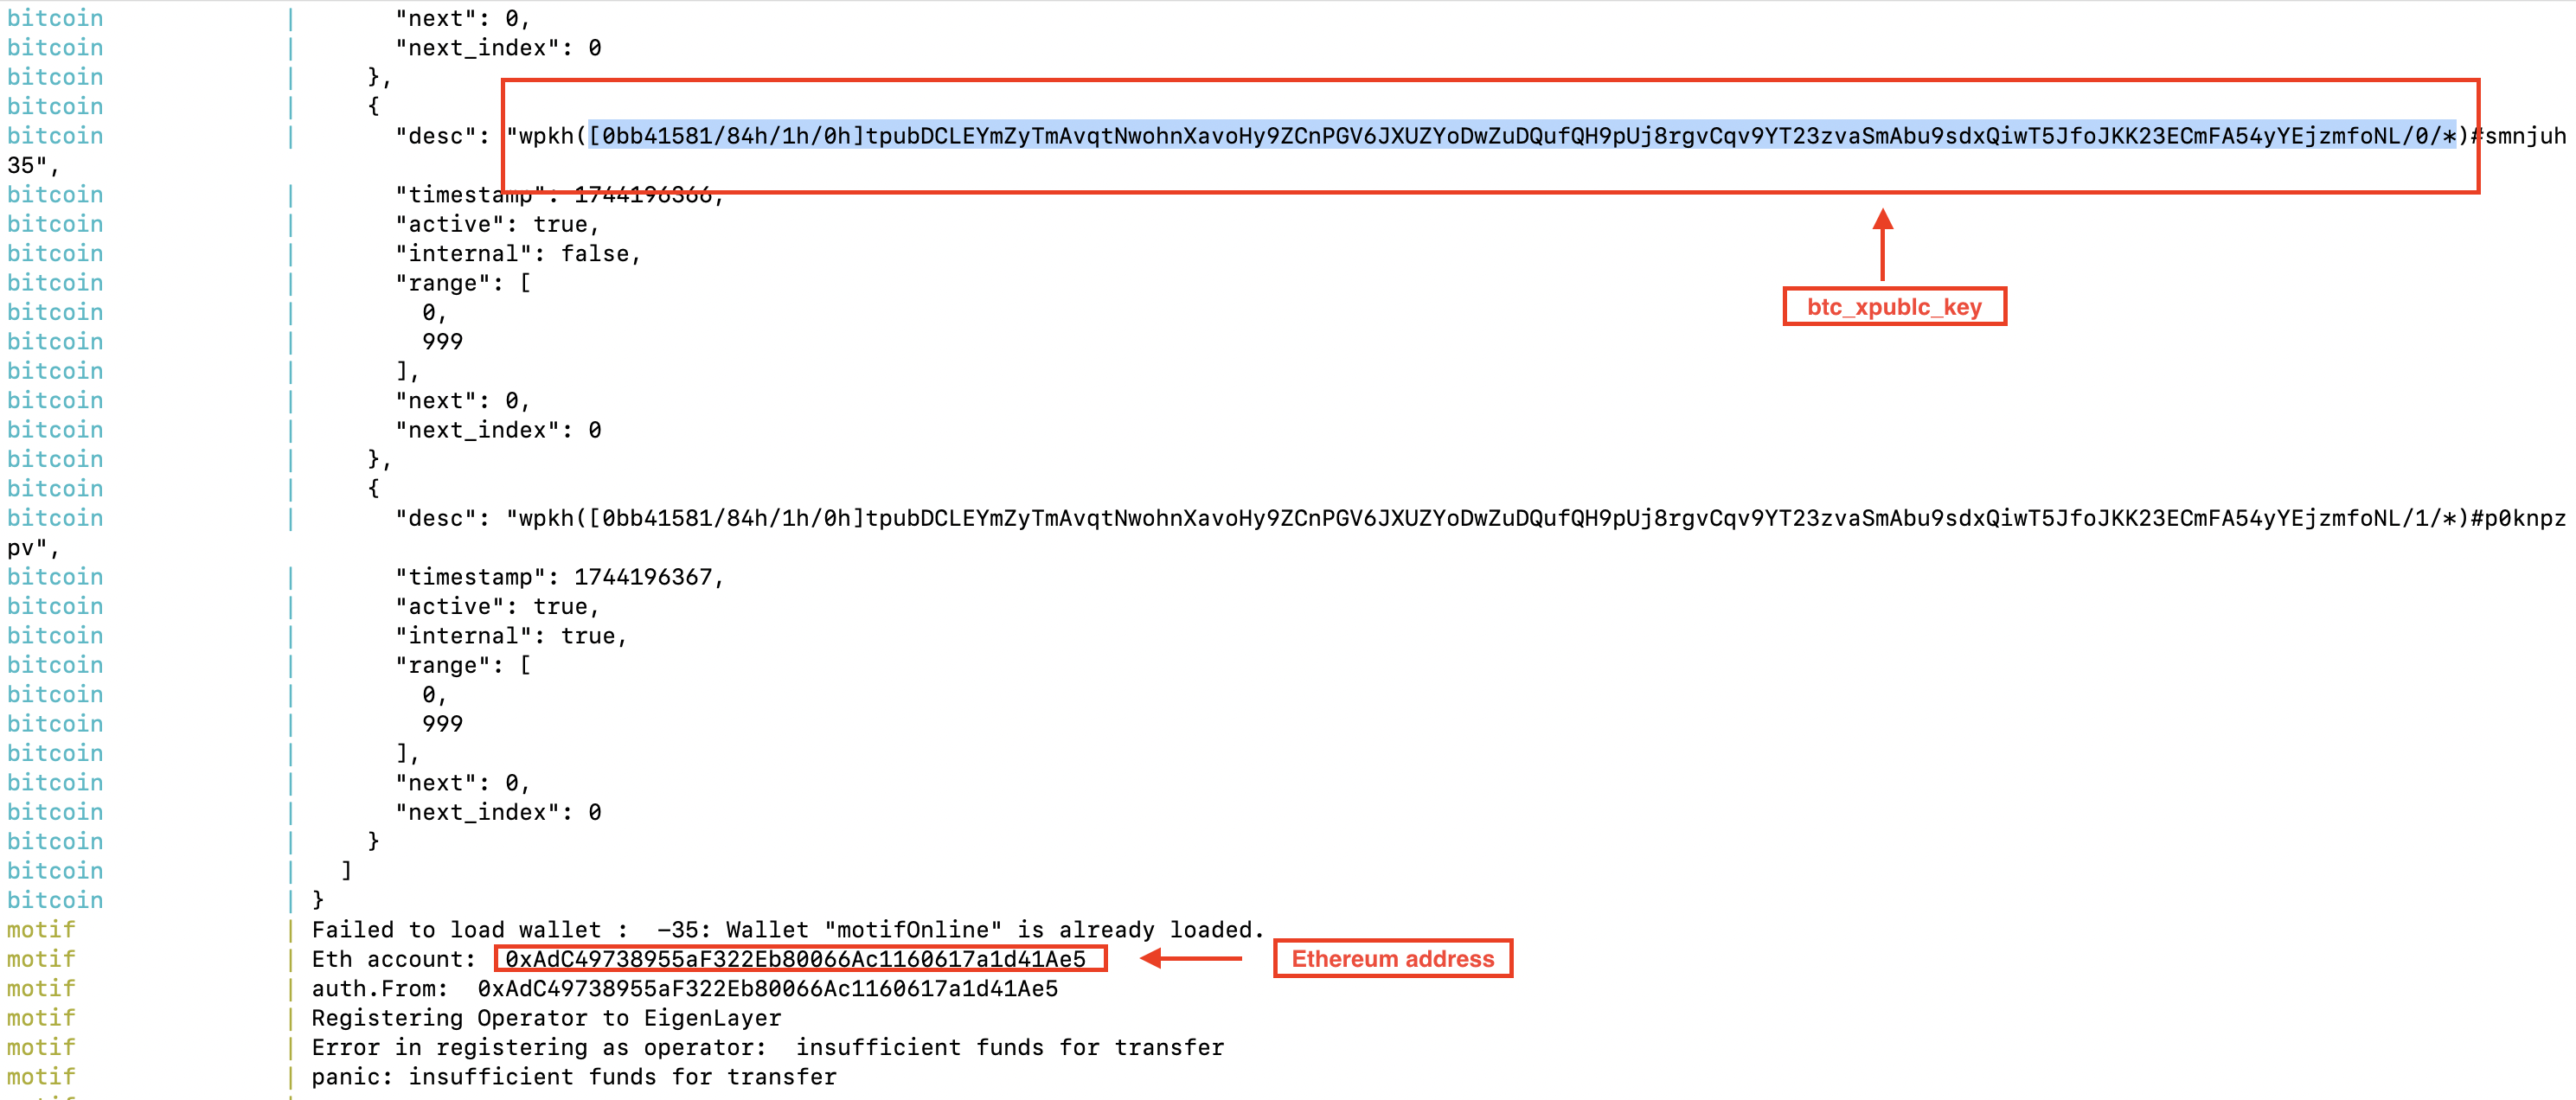 bitcoin | "next": 0,
bitcoin | "next_index": 0
bitcoin | },
bitcoin | {
bitcoin | "desc": "wpkh([0bb41581/84h/1h/0h]tpubDCLEYmZyTmAvqtNwohnXavoHy9ZCnPGV6JXUZYoDwZuDQufQH9pUj8rgvCqv9YT23zvaSmAbu9sdxQiwT5JfoJKK23ECmFA54yYEjzmfoNL/0/*)#smnjuh
35",
bitcoin | "timestamp": 1744196366,
bitcoin | "active": true,
bitcoin | "internal": false,
bitcoin | "range": [
bitcoin | 0,
btc_xpublc_key
bitcoin | 999
bitcoin | ],
bitcoin | "next": 0,
bitcoin | "next_index": 0
bitcoin | },
bitcoin | {
bitcoin | "desc": "wpkh([0bb41581/84h/1h/0h]tpubDCLEYmZyTmAvqtNwohnXavoHy9ZCnPGV6JXUZYoDwZuDQufQH9pUj8rgvCqv9YT23zvaSmAbu9sdxQiwT5JfoJKK23ECmFA54yYEjzmfoNL/1/*)#p0knpz
pv",
bitcoin | "timestamp": 1744196367,
bitcoin | "active": true,
bitcoin | "internal": true,
bitcoin | "range": [
bitcoin | 0,
bitcoin | 999
bitcoin | ],
bitcoin | "next": 0,
bitcoin | "next_index": 0
bitcoin | }
bitcoin | ]
bitcoin | }
motif | Failed to load wallet :  -35: Wallet "motifOnline" is already loaded.
motif | Eth account: 0xAdC49738955aF322Eb80066Ac1160617a1d41Ae5
Ethereum address
motif | auth.From:  0xAdC49738955aF322Eb80066Ac1160617a1d41Ae5
motif | Registering Operator to EigenLayer
motif | Error in registering as operator:  insufficient funds for transfer
motif | panic: insufficient funds for transfer